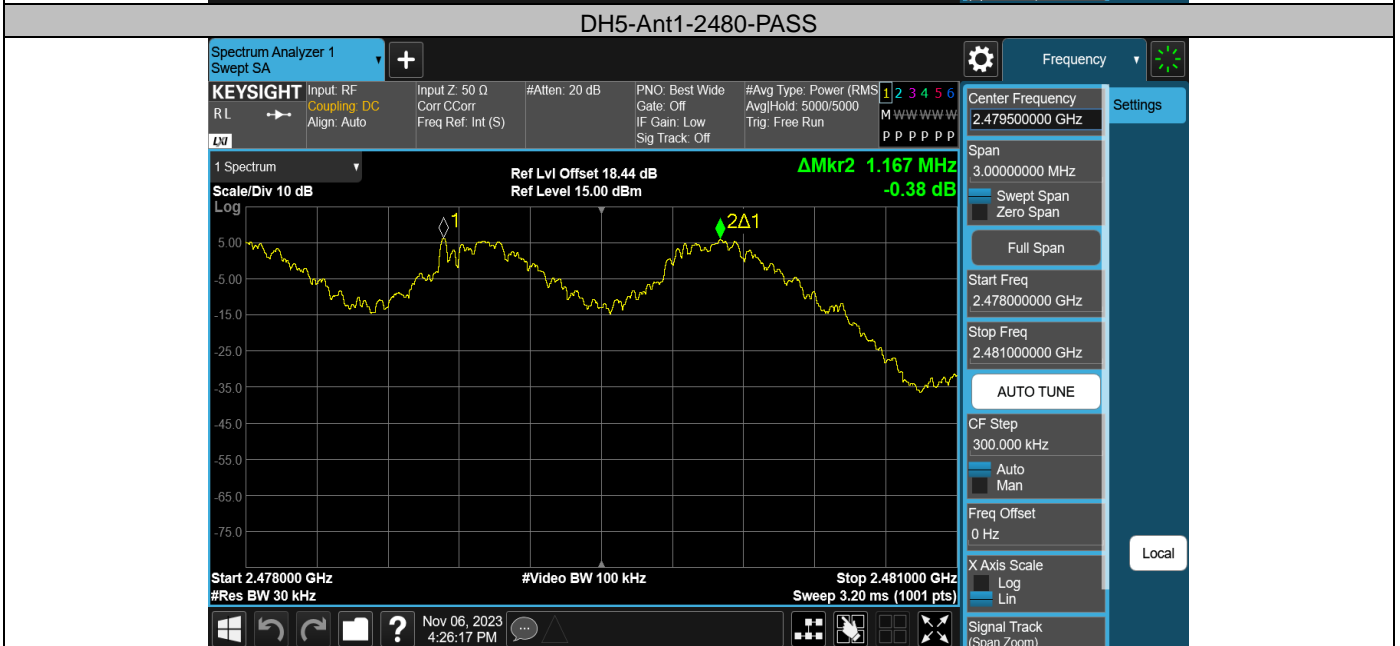 DH5-Ant1-2480-PASS
Spectrum Analyzer 1
Swept SA
Frequency
KEYSIGHT
R L
LXI
Input: RF
Coupling: DC
Align: Auto
Input Z: 50 Ω
Corr CCorr
Freq Ref: Int (S)
#Atten: 20 dB
PNO: Best Wide
Gate: Off
IF Gain: Low
Sig Track: Off
#Avg Type: Power (RMS
Avg|Hold: 5000/5000
Trig: Free Run
1 2 3 4 5 6
M W W W W W
P P P P P P
1 Spectrum
Scale/Div 10 dB
Log
Ref Lvl Offset 18.44 dB
Ref Level 15.00 dBm
ΔMkr2 1.167 MHz
-0.38 dB
1
2Δ1
5.00
-5.00
-15.0
-25.0
-35.0
-45.0
-55.0
-65.0
-75.0
Start 2.478000 GHz
#Res BW 30 kHz
#Video BW 100 kHz
Stop 2.481000 GHz
Sweep 3.20 ms (1001 pts)
Nov 06, 2023
4:26:17 PM
Center Frequency
2.479500000 GHz
Settings
Span
3.00000000 MHz
Swept Span
Zero Span
Full Span
Start Freq
2.478000000 GHz
Stop Freq
2.481000000 GHz
AUTO TUNE
CF Step
300.000 kHz
Auto
Man
Freq Offset
0 Hz
X Axis Scale
Log
Lin
Local
Signal Track
(Span Zoom)